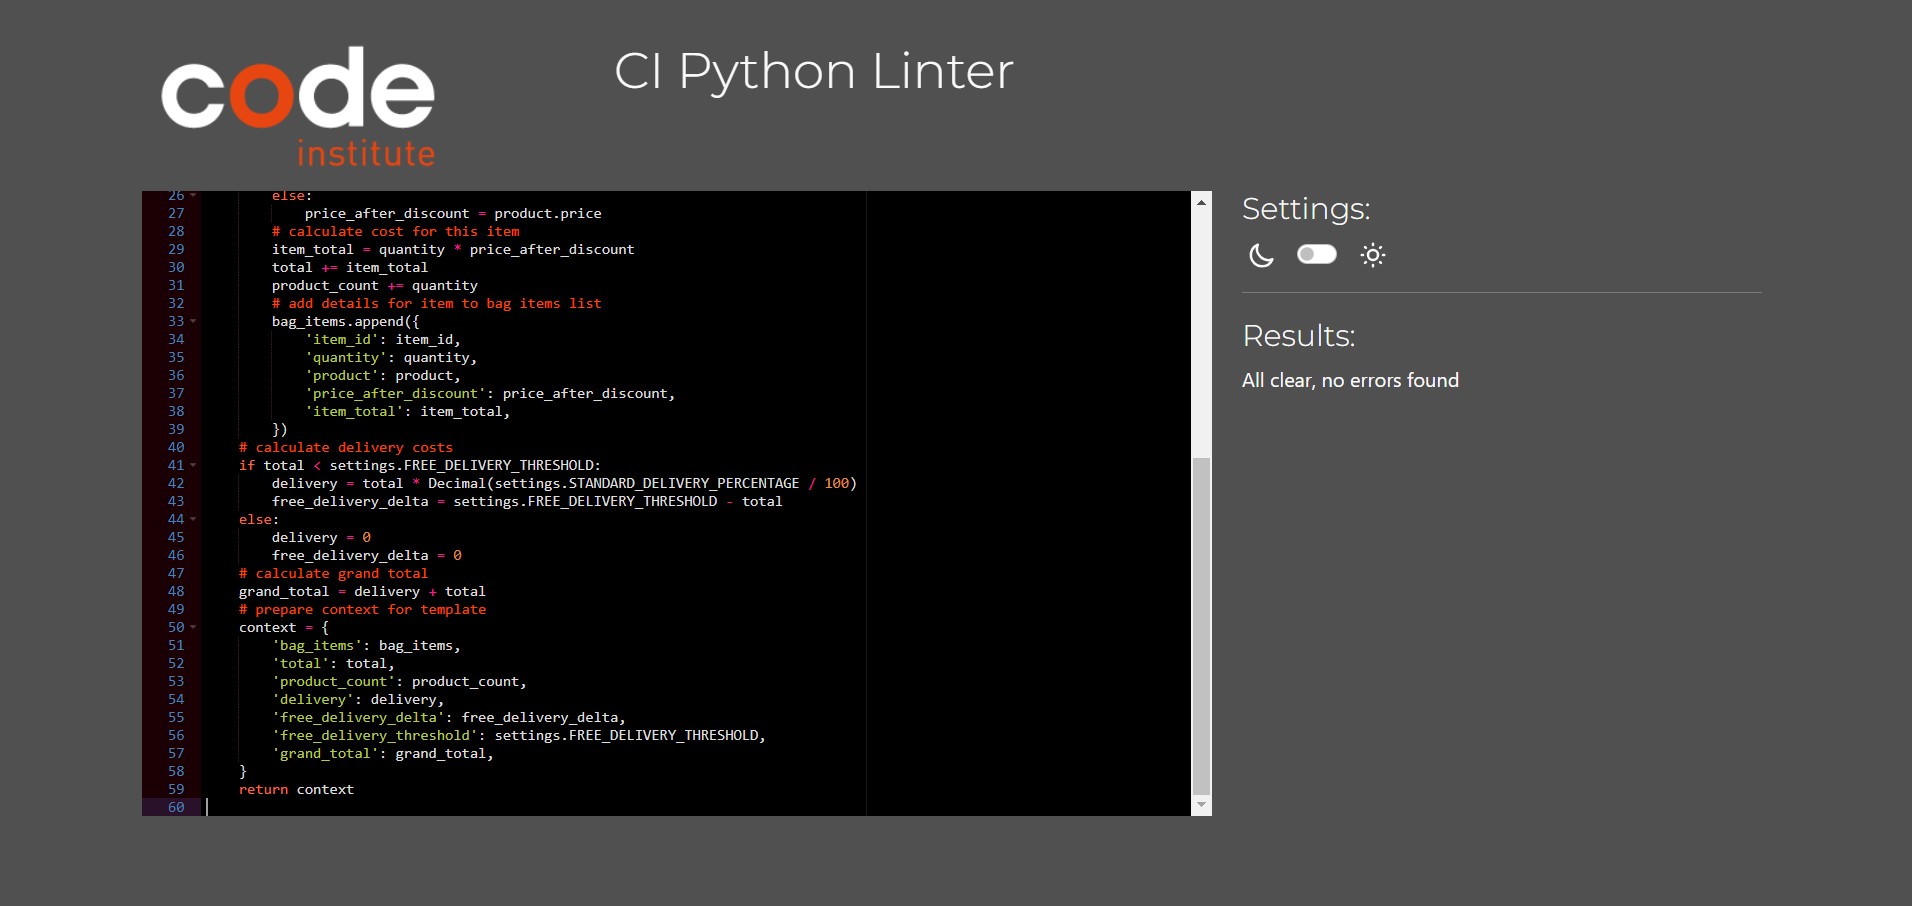 code
institute
CI Python Linter
26 else:
27 price_after_discount = product.price
28 # calculate cost for this item
29 item_total = quantity * price_after_discount
30 total += item_total
31 product_count += quantity
32 # add details for item to bag items list
33 bag_items.append({
34 'item_id': item_id,
35 'quantity': quantity,
36 'product': product,
37 'price_after_discount': price_after_discount,
38 'item_total': item_total,
39 })
40 # calculate delivery costs
41 if total < settings.FREE_DELIVERY_THRESHOLD:
42 delivery = total * Decimal(settings.STANDARD_DELIVERY_PERCENTAGE / 100)
43 free_delivery_delta = settings.FREE_DELIVERY_THRESHOLD - total
44 else:
45 delivery = 0
46 free_delivery_delta = 0
47 # calculate grand total
48 grand_total = delivery + total
49 # prepare context for template
50 context = {
51 'bag_items': bag_items,
52 'total': total,
53 'product_count': product_count,
54 'delivery': delivery,
55 'free_delivery_delta': free_delivery_delta,
56 'free_delivery_threshold': settings.FREE_DELIVERY_THRESHOLD,
57 'grand_total': grand_total,
58 }
59 return context
60
Settings:
Results:
All clear, no errors found